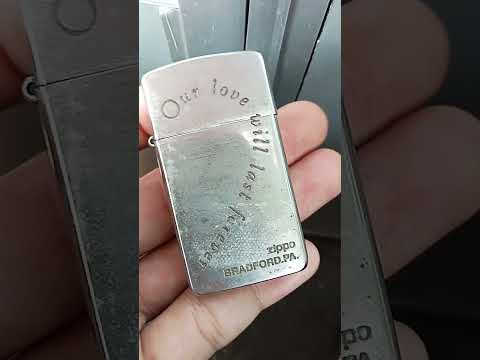 Our love will last forever
zippo
BRADFORD.PA.